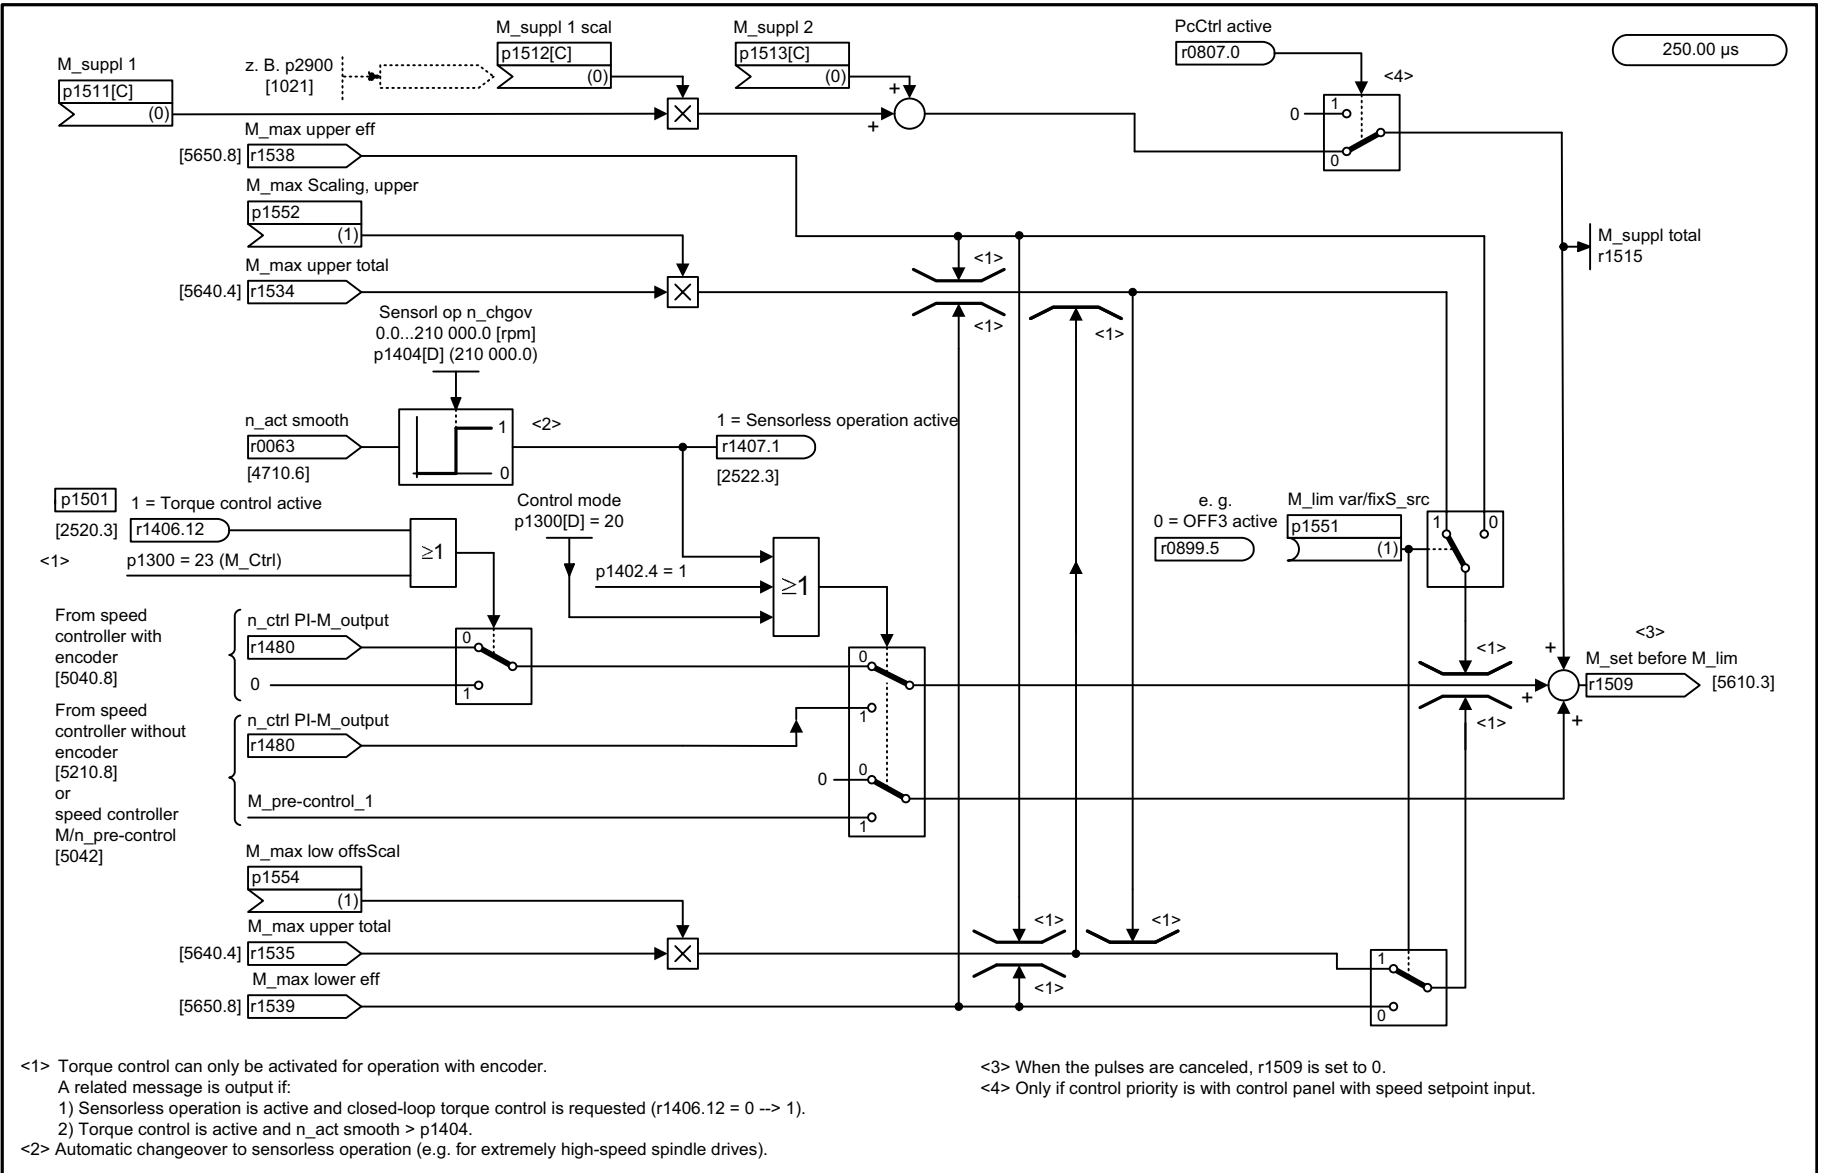 M_suppl 1
p1511[C]
(0)
z. B. p2900
[1021]
M_suppl 1 scal
p1512[C]
(0)
M_suppl 2
p1513[C]
(0)
+
+
PcCtrl active
r0807.0
<4>
0
1
0
250.00 µs
M_max upper eff
[5650.8] r1538
M_max Scaling, upper
p1552
(1)
M_max upper total
[5640.4] r1534
<1>
<1>
<1>
M_suppl total
r1515
Sensorl op n_chgov
0.0...210 000.0 [rpm]
p1404[D] (210 000.0)
n_act smooth
r0063
[4710.6]
1
0
<2>
1 = Sensorless operation active
r1407.1
[2522.3]
p1501
1 = Torque control active
[2520.3] r1406.12
<1>
p1300 = 23 (M_Ctrl)
≥1
Control mode
p1300[D] = 20
p1402.4 = 1
≥1
e. g.
0 = OFF3 active
r0899.5
M_lim var/fixS_src
p1551
(1)
1 0
From speed
controller with
encoder
[5040.8]
n_ctrl PI-M_output
r1480
0
0
1
0
1
0
0
1
<1>
<1>
+
+
+
<3>
M_set before M_lim
r1509 [5610.3]
From speed
controller without
encoder
[5210.8]
or
speed controller
M/n_pre-control
[5042]
n_ctrl PI-M_output
r1480
M_pre-control_1
M_max low offsScal
p1554
(1)
M_max upper total
[5640.4] r1535
M_max lower eff
[5650.8] r1539
<1>
<1>
<1>
1
0
<1> Torque control can only be activated for operation with encoder.
A related message is output if:
1) Sensorless operation is active and closed-loop torque control is requested (r1406.12 = 0 --> 1).
2) Torque control is active and n_act smooth > p1404.
<2> Automatic changeover to sensorless operation (e.g. for extremely high-speed spindle drives).
<3> When the pulses are canceled, r1509 is set to 0.
<4> Only if control priority is with control panel with speed setpoint input.